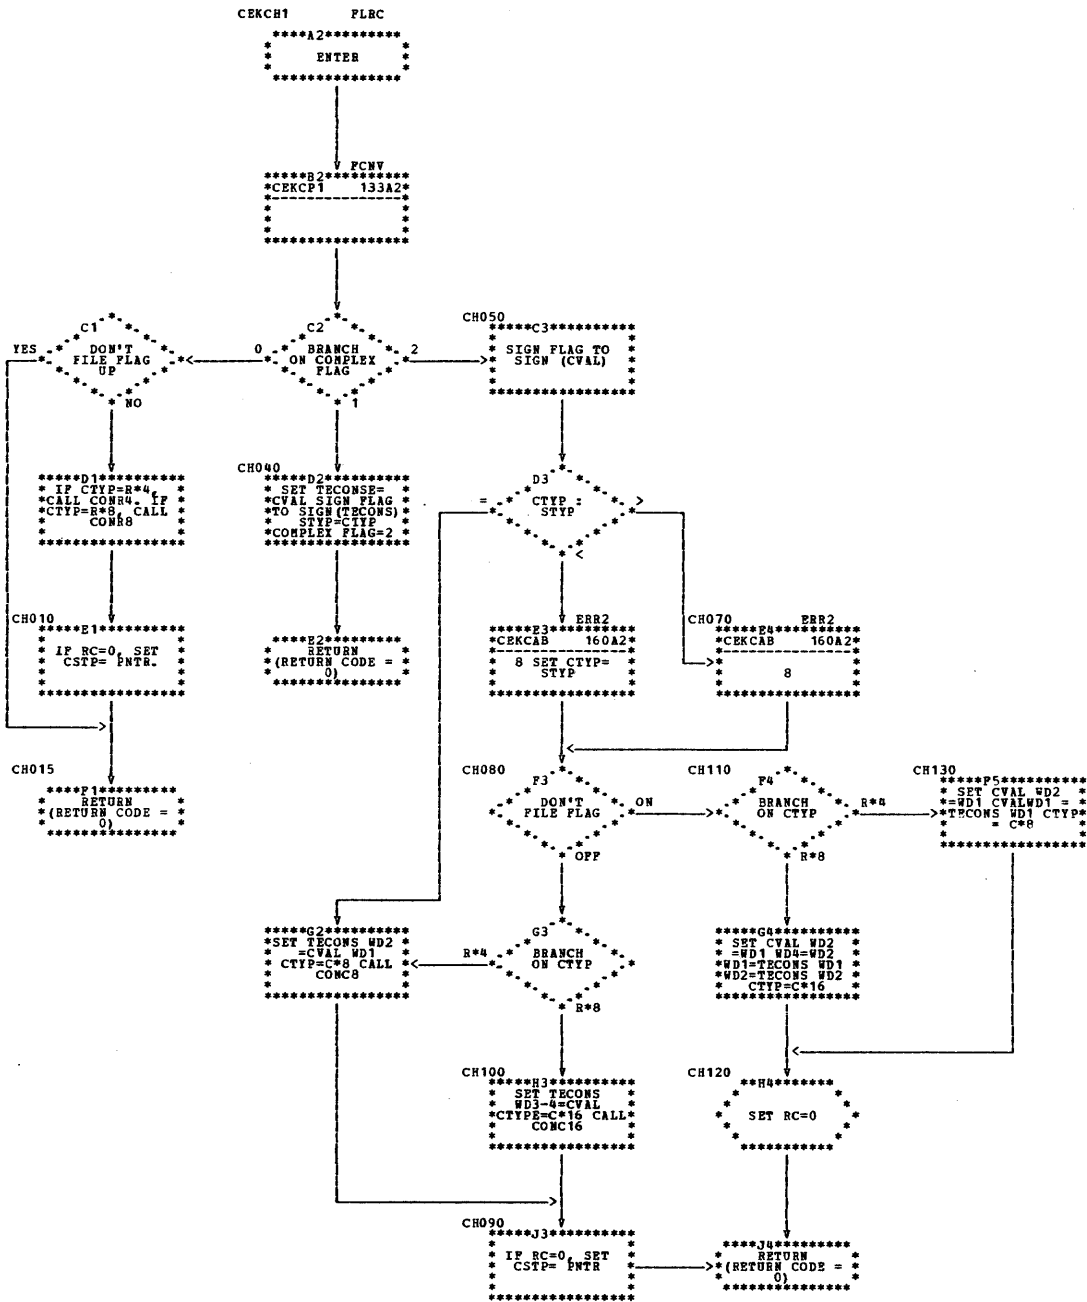 CEKCH1 FLRC
A2
ENTER
FCNV
B2
CEKCP1 133A2
C1
DON'T
FILE FLAG
UP
YES
NO
C2
BRANCH
ON COMPLEX
FLAG
0
2
1
CH050
C3
SIGN FLAG TO
SIGN (CVAL)
D1
IF CTYP=R*4,
CALL CONR4. IF
CTYP=R*8, CALL
CONR8
CH040
D2
SET TECONSE=
CVAL SIGN FLAG
TO SIGN(TECONS)
STYP=CTYP
COMPLEX FLAG=2
D3
CTYP :
STYP
=
>
<
CH010
E1
IF RC=0, SET
CSTP= PNTR.
E2
RETURN
(RETURN CODE =
0)
ERR2
E3
CEKCAB 160A2
8 SET CTYP=
STYP
CH070 ERR2
E4
CEKCAB 160A2
8
CH015
F1
RETURN
(RETURN CODE =
0)
CH080
F3
DON'T
FILE FLAG
ON
OFF
CH110
F4
BRANCH
ON CTYP
R*4
R*8
CH130
F5
SET CVAL WD2
=WD1 CVALWD1 =
TECONS WD1 CTYP
= C*8
G2
SET TECONS WD2
=CVAL WD1
CTYP=C*8 CALL
CONC8
G3
BRANCH
ON CTYP
R*4
R*8
G4
SET CVAL WD2
=WD1 WD4=WD2
WD1=TECONS WD1
WD2=TECONS WD2
CTYP=C*16
CH100
H3
SET TECONS
WD3-4=CVAL
CTYPE=C*16 CALL
CONC16
CH120
H4
SET RC=0
CH090
J3
IF RC=0, SET
CSTP= PNTR
J4
RETURN
(RETURN CODE =
0)